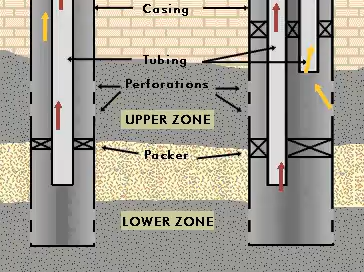 Casing
Tubing
Perforations
UPPER ZONE
Packer
LOWER ZONE